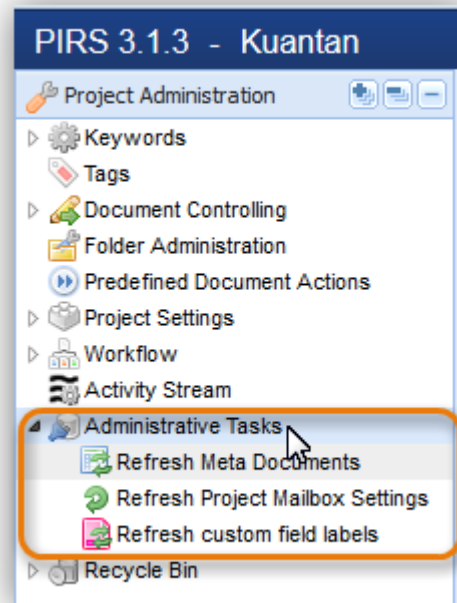 PIRS 3.1.3 - Kuantan
Project Administration
Keywords
Tags
Document Controlling
Folder Administration
Predefined Document Actions
Project Settings
Workflow
Activity Stream
Administrative Tasks
Refresh Meta Documents
Refresh Project Mailbox Settings
Refresh custom field labels
Recycle Bin